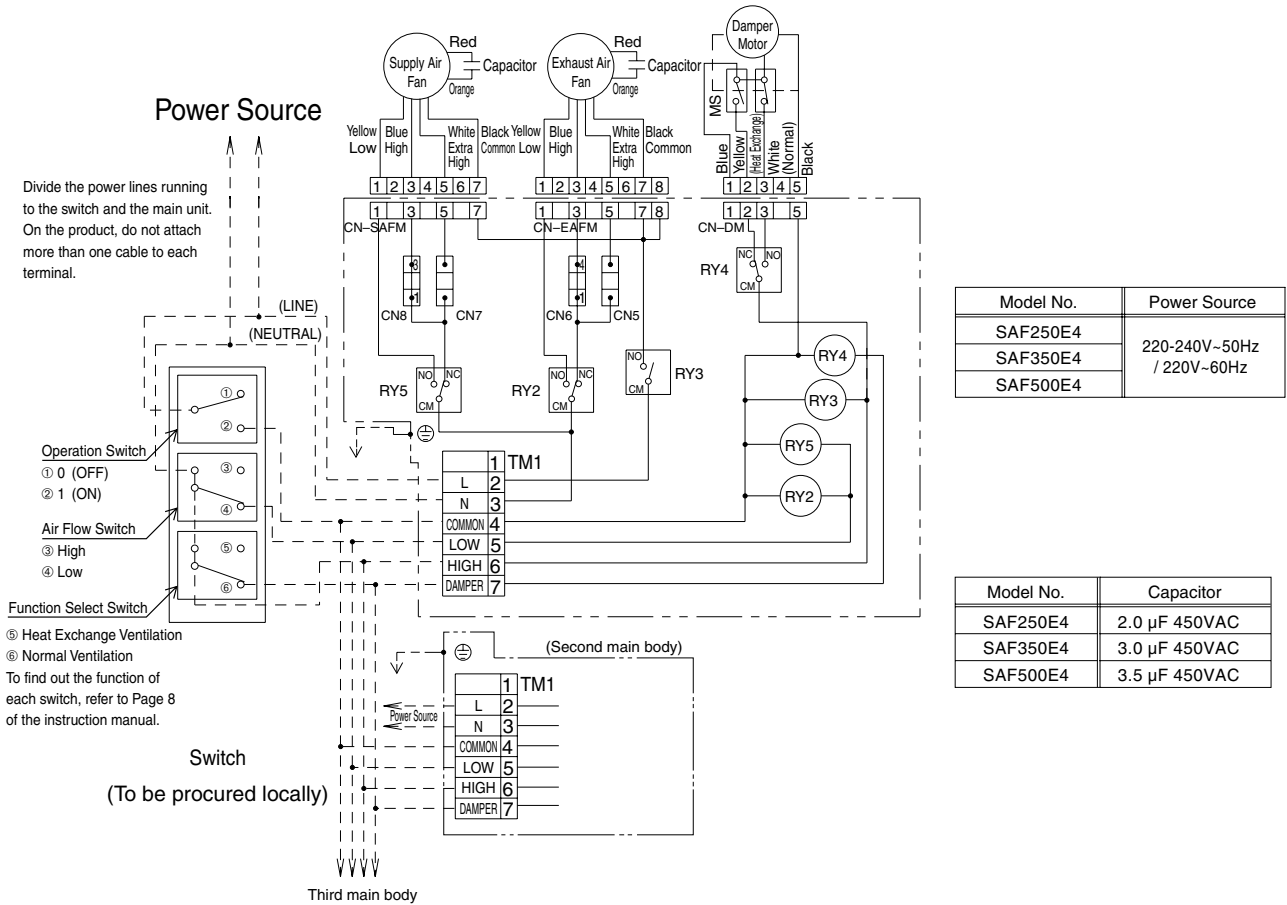 Power Source
Divide the power lines running
to the switch and the main unit.
On the product, do not attach
more than one cable to each
terminal.
(LINE)
(NEUTRAL)
Supply Air
Fan
Red
Capacitor
Orange
Exhaust Air
Fan
Red
Capacitor
Orange
Damper
Motor
MS
Yellow
Low
Blue
High
White
Extra
High
Black
Common
Yellow
Low
Blue
High
White
Extra
High
Black
Common
Blue
Yellow
(Heat Exchange)
White
(Normal)
Black
1 2 3 4 5 6 7
1 2 3 4 5 6 7 8
1 2 3 4 5
1 3 5 7
1 3 5 7 8
1 2 3 5
CN–SAFM
CN–EAFM
CN–DM
3
1
CN8
CN7
4
1
CN6
CN5
RY4
NC NO
CM
RY5
NO NC
CM
RY2
NO NC
CM
NO
CM
RY3
RY4
RY3
RY5
RY2
①
②
③
④
⑤
⑥
Operation Switch
① 0 (OFF)
② 1 (ON)
Air Flow Switch
③ High
④ Low
Function Select Switch
⑤ Heat Exchange Ventilation
⑥ Normal Ventilation
To find out the function of
each switch, refer to Page 8
of the instruction manual.
Switch
(To be procured locally)
1 TM1
L 2
N 3
COMMON 4
LOW 5
HIGH 6
DAMPER 7
(Second main body)
1 TM1
Power Source
L 2
N 3
COMMON 4
LOW 5
HIGH 6
DAMPER 7
Third main body
Model No. Power Source
SAF250E4
SAF350E4
SAF500E4
220-240V~50Hz
/ 220V~60Hz
Model No. Capacitor
SAF250E4 2.0 µF 450VAC
SAF350E4 3.0 µF 450VAC
SAF500E4 3.5 µF 450VAC